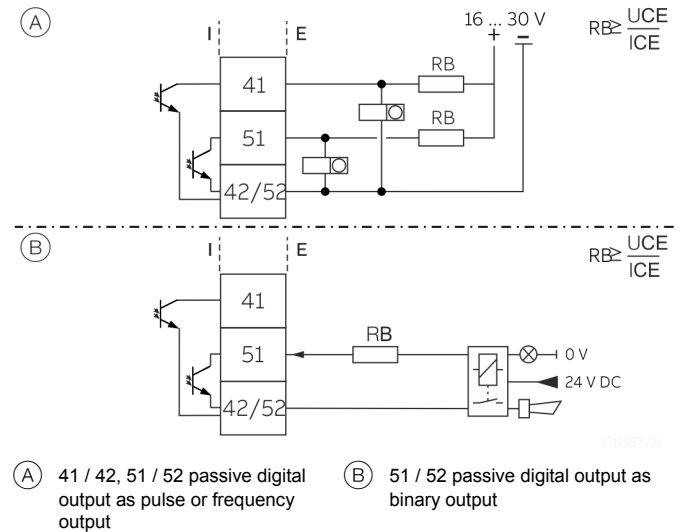 A
I E
16 ... 30 V
+ −
RB≥ UCE
ICE
41
RB
51
RB
42/52
B
I E
RB≥ UCE
ICE
41
51
RB
0 V
24 V DC
42/52
G11597-01
A 41 / 42, 51 / 52 passive digital
output as pulse or frequency
output
B 51 / 52 passive digital output as
binary output